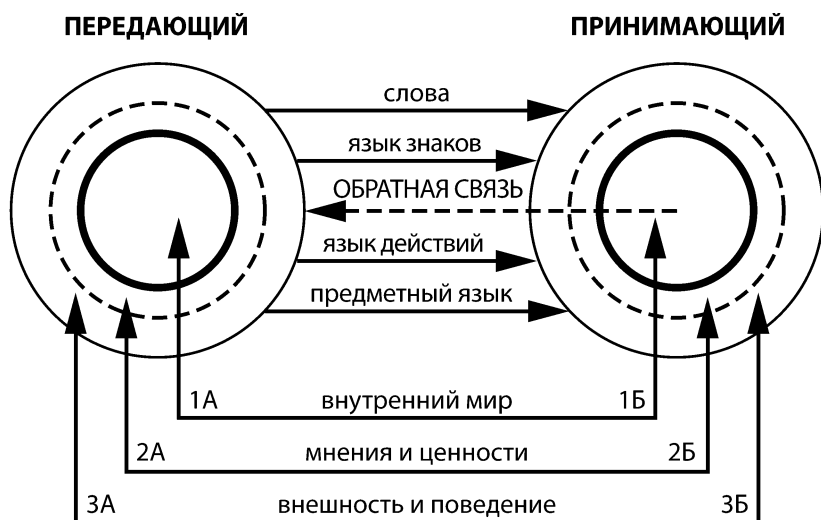 ПЕРЕДАЮЩИЙ
ПРИНИМАЮЩИЙ
слова
язык знаков
ОБРАТНАЯ СВЯЗЬ
язык действий
предметный язык
1А внутренний мир 1Б
2А мнения и ценности 2Б
3А внешность и поведение 3Б